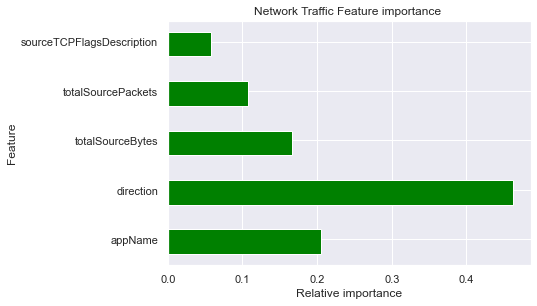 Network Traffic Feature importance
sourceTCPFlagsDescription
totalSourcePackets
totalSourceBytes
direction
appName
Feature
0.0 0.1 0.2 0.3 0.4
Relative importance